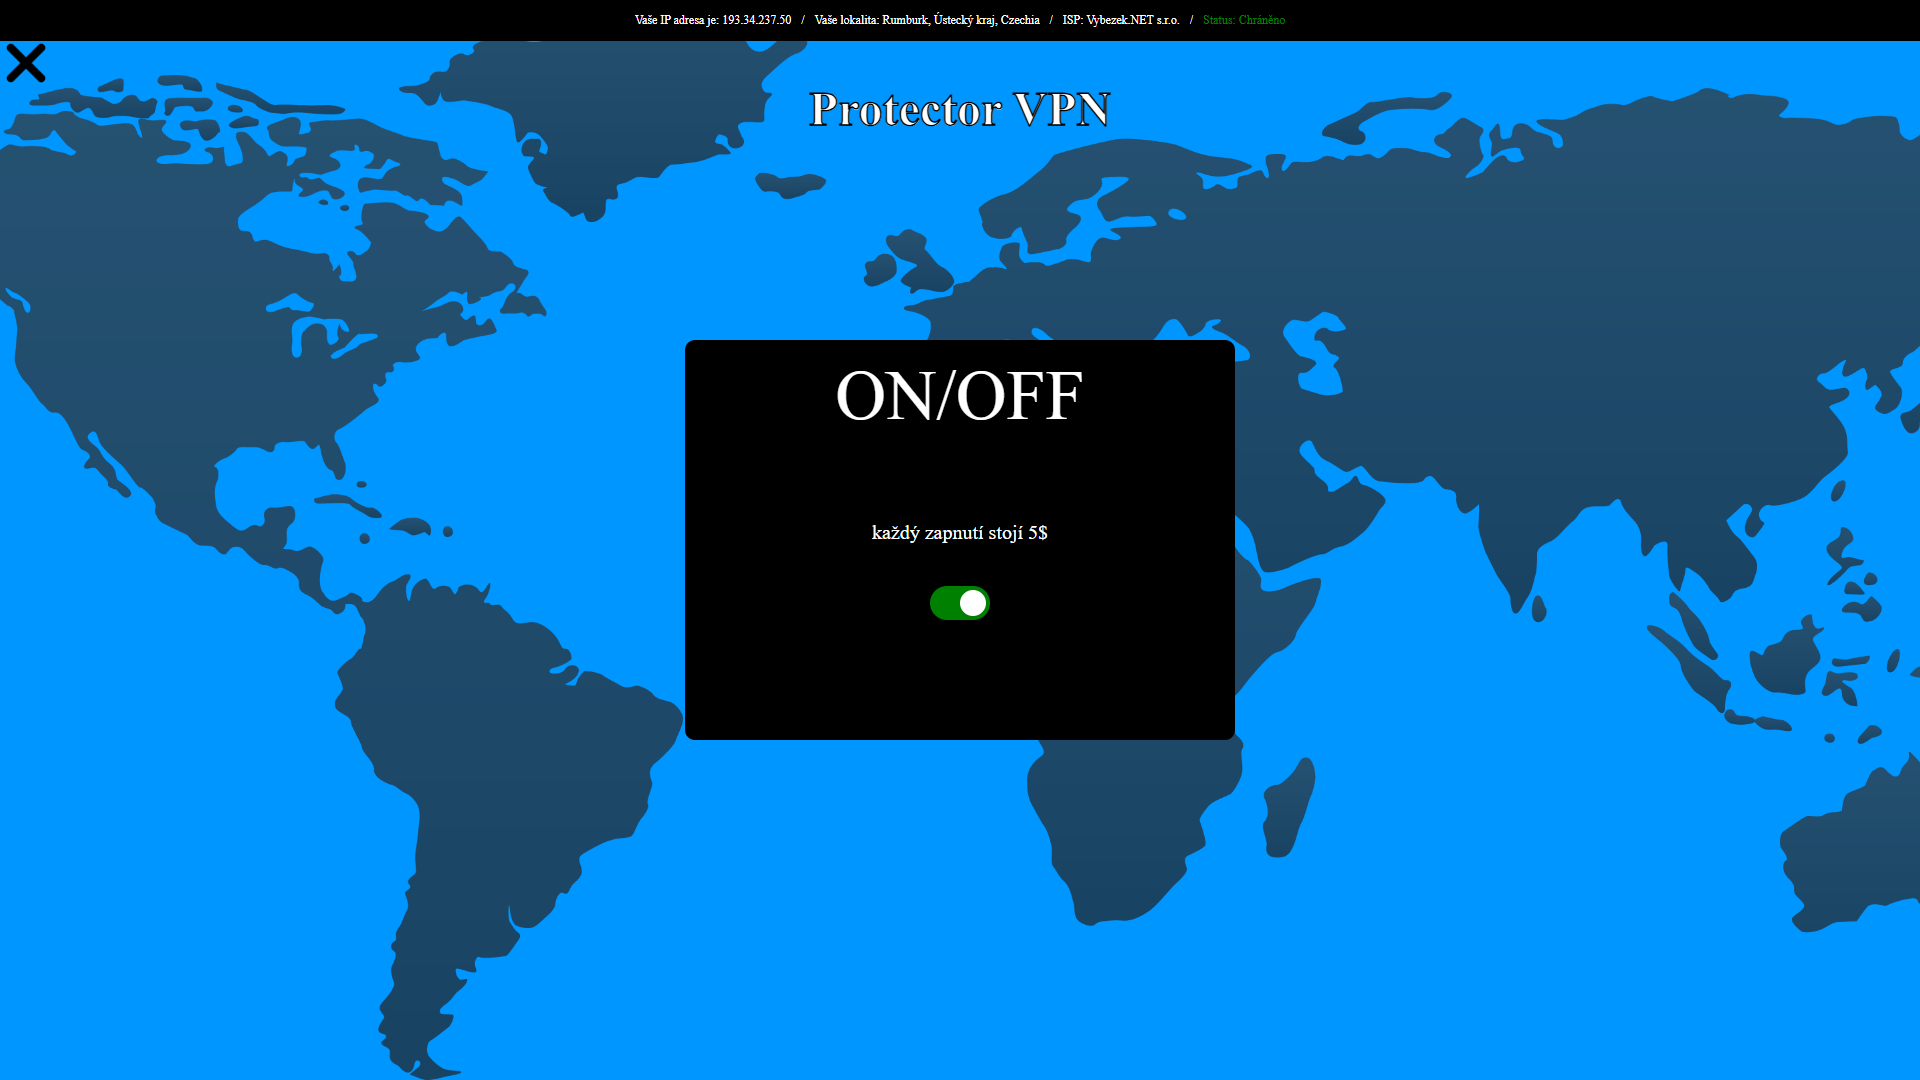 Vaše IP adresa je: 193.34.237.50 / Vaše lokalita: Rumburk, Ústecký kraj, Czechia / ISP: Vybezek.NET s.r.o. / Status: Chráněno
Protector VPN
ON/OFF
každý zapnutí stojí 5$